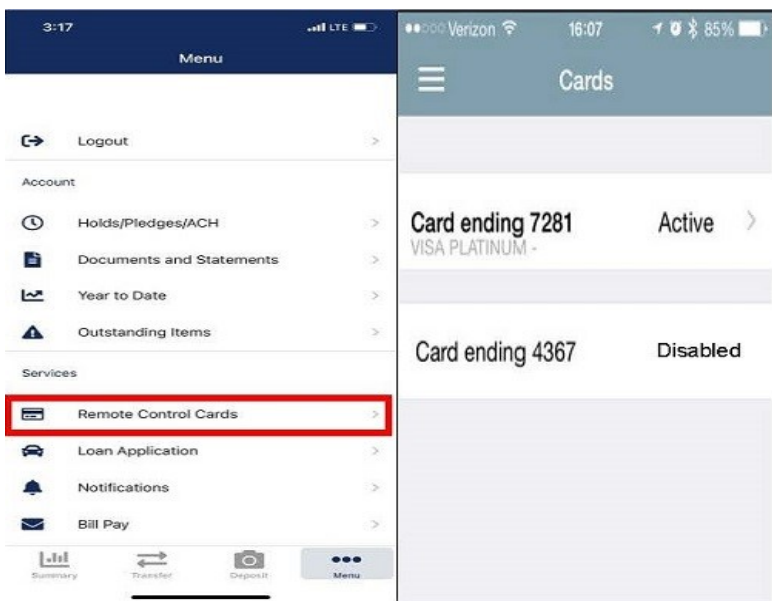 3:17
LTE
Menu
Logout
Account
Holds/Pledges/ACH
Documents and Statements
Year to Date
Outstanding Items
Services
Remote Control Cards
Loan Application
Notifications
Bill Pay
Summary
Transfer
Deposit
Menu
Verizon
16:07
85%
Cards
Card ending 7281
Active
VISA PLATINUM -
Card ending 4367
Disabled